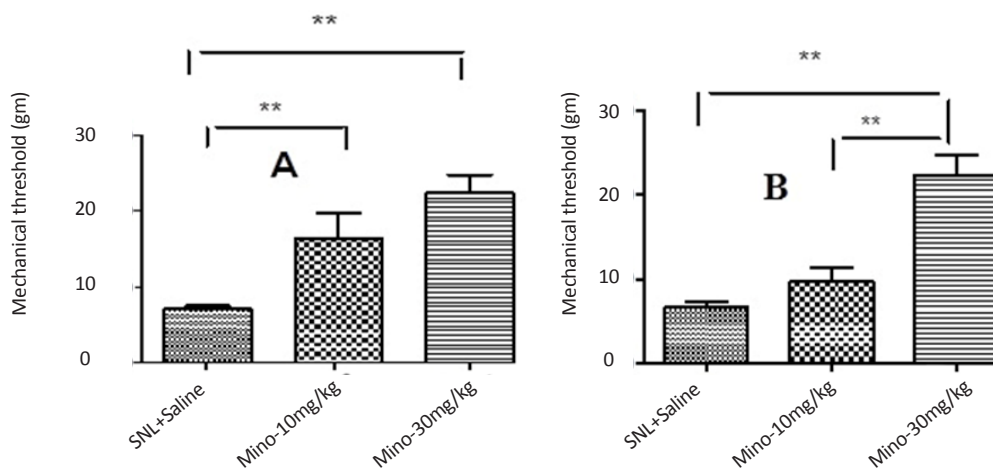 **
**
Mechanical threshold (gm)
30
20
10
0
A
SNL+Saline
Mino-10mg/kg
Mino-30mg/kg
**
**
Mechanical threshold (gm)
30
20
10
0
B
SNL+Saline
Mino-10mg/kg
Mino-30mg/kg